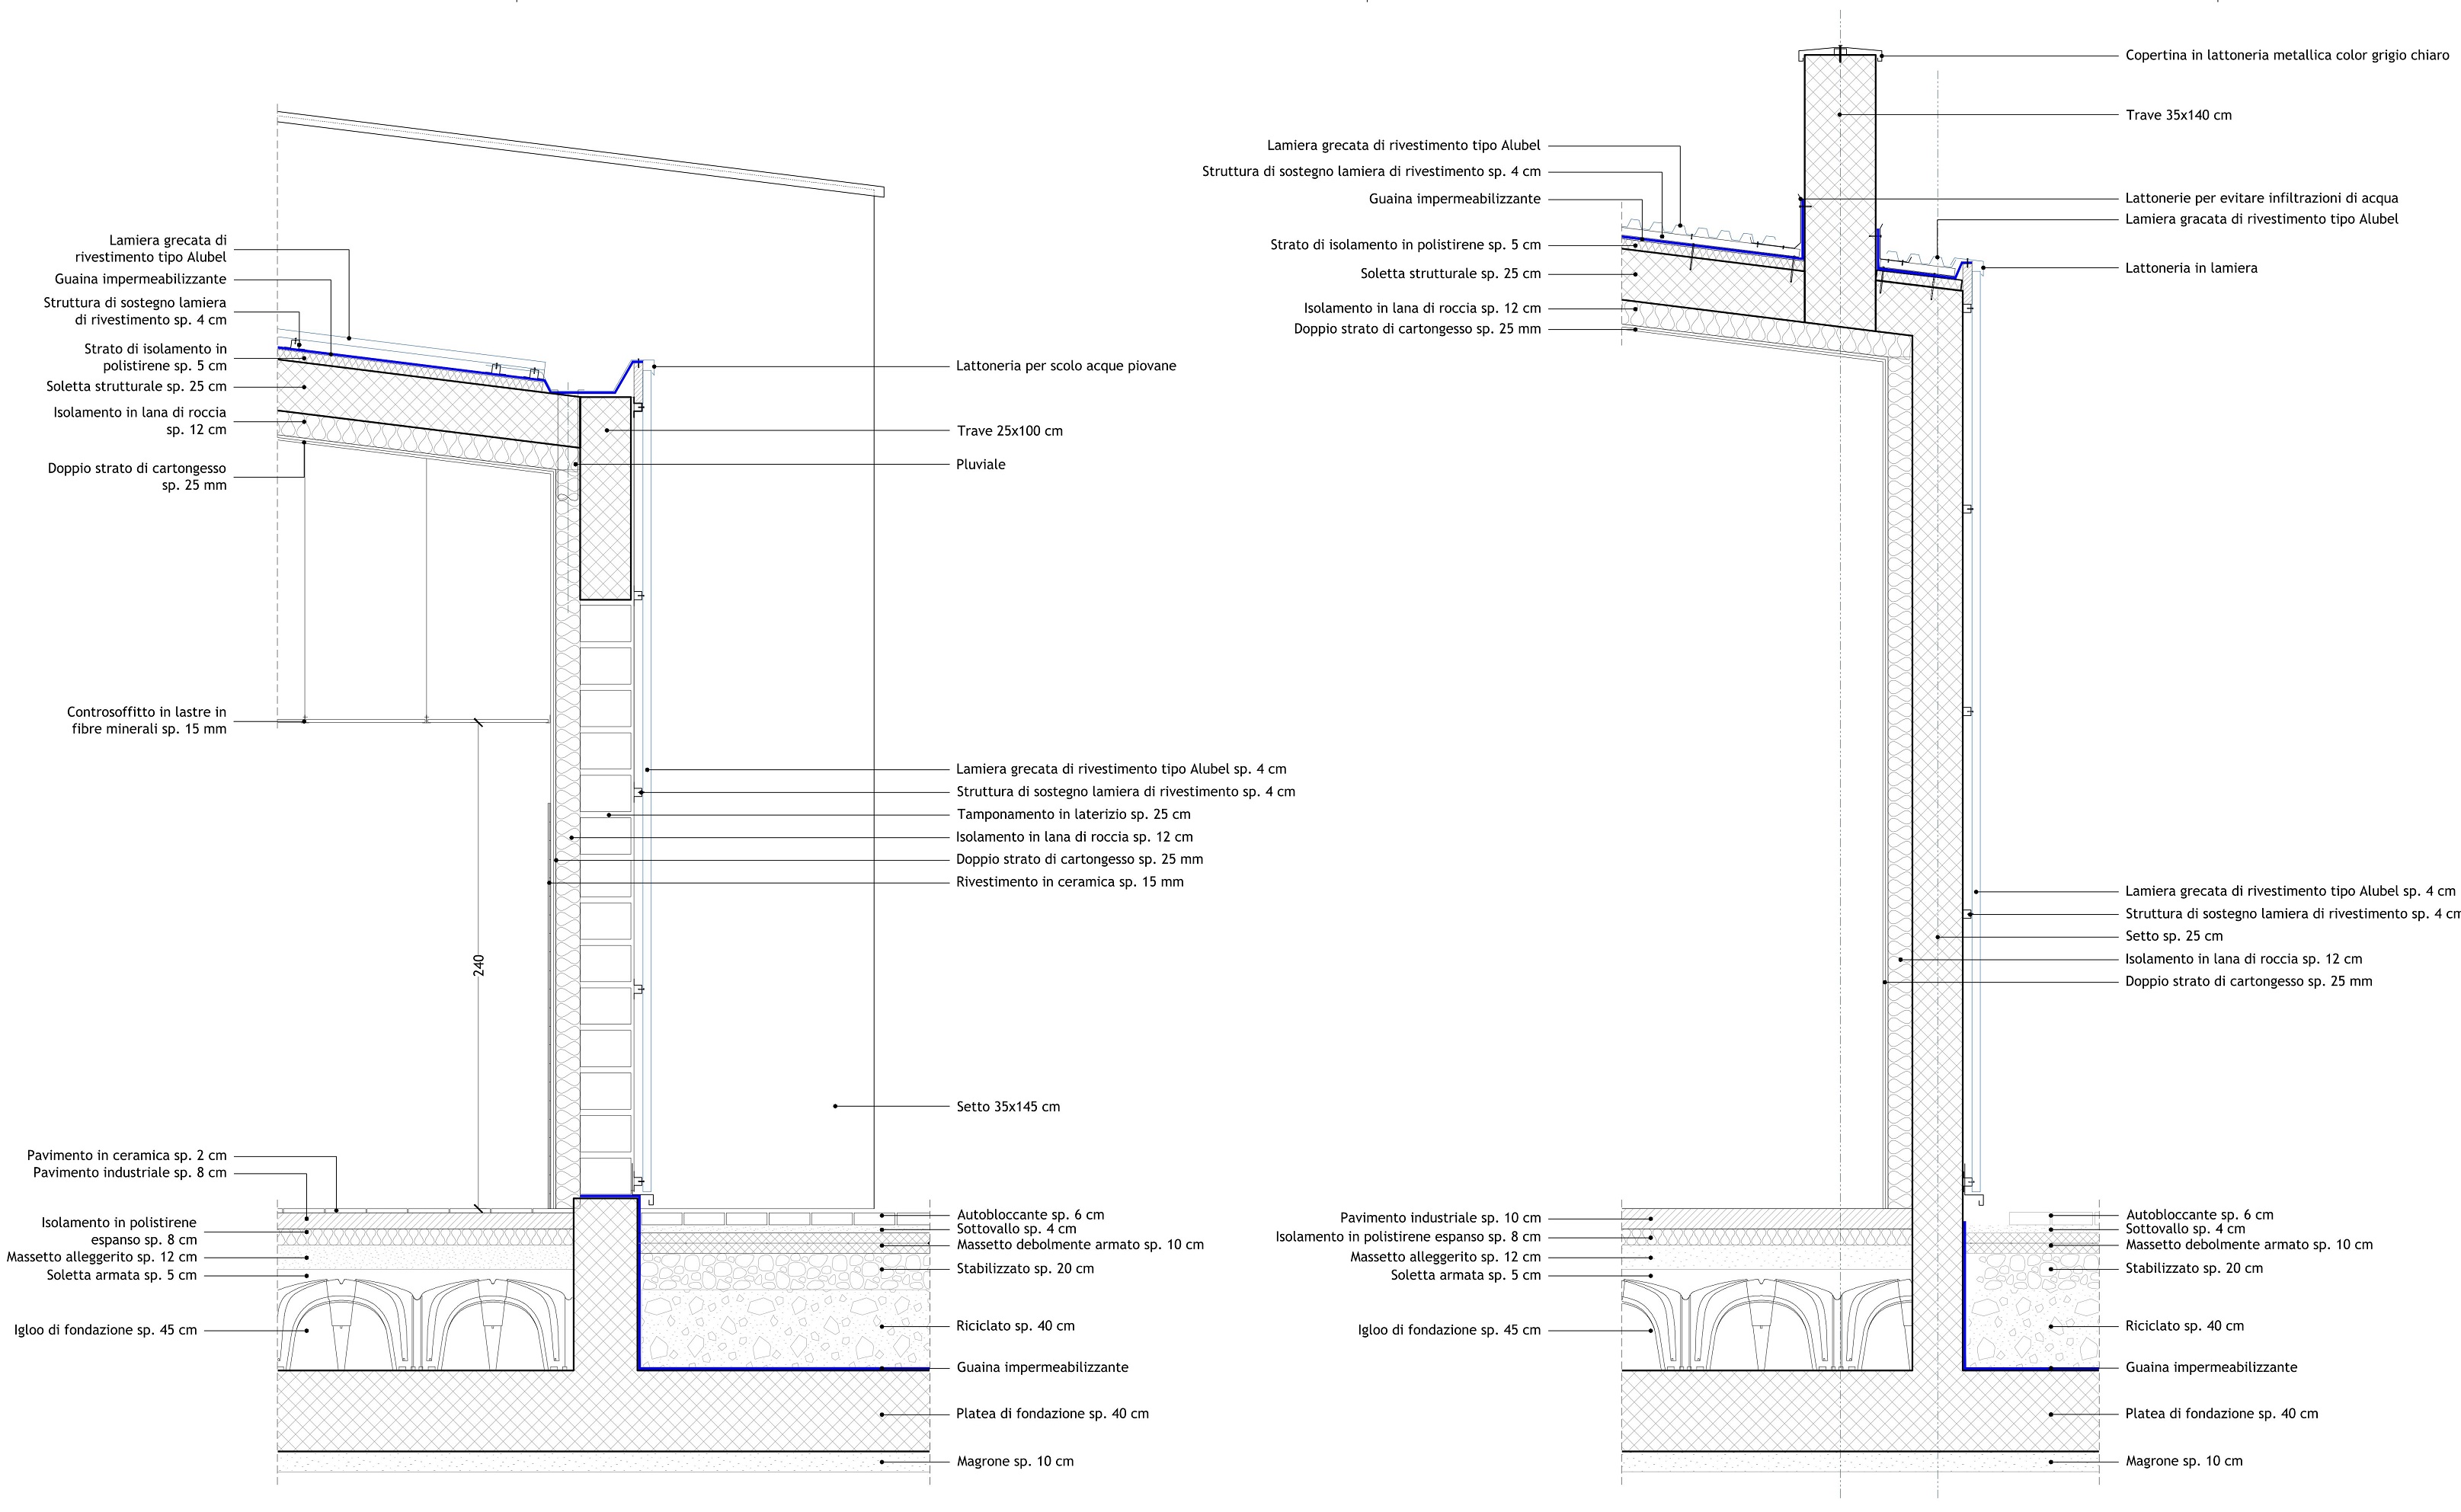 Lamiera grecata di
rivestimento tipo Alubel
Guaina impermeabilizzante
Struttura di sostegno lamiera
di rivestimento sp. 4 cm
Strato di isolamento in
polistirene sp. 5 cm
Soletta strutturale sp. 25 cm
Isolamento in lana di roccia
sp. 12 cm
Doppio strato di cartongesso
sp. 25 mm
Controsoffitto in lastre in
fibre minerali sp. 15 mm
240
Pavimento in ceramica sp. 2 cm
Pavimento industriale sp. 8 cm
Isolamento in polistirene
espanso sp. 8 cm
Massetto alleggerito sp. 12 cm
Soletta armata sp. 5 cm
Igloo di fondazione sp. 45 cm
Lattoneria per scolo acque piovane
Trave 25x100 cm
Pluviale
Lamiera grecata di rivestimento tipo Alubel sp. 4 cm
Struttura di sostegno lamiera di rivestimento sp. 4 cm
Tamponamento in laterizio sp. 25 cm
Isolamento in lana di roccia sp. 12 cm
Doppio strato di cartongesso sp. 25 mm
Rivestimento in ceramica sp. 15 mm
Setto 35x145 cm
Autobloccante sp. 6 cm
Sottovallo sp. 4 cm
Massetto debolmente armato sp. 10 cm
Stabilizzato sp. 20 cm
Riciclato sp. 40 cm
Guaina impermeabilizzante
Platea di fondazione sp. 40 cm
Magrone sp. 10 cm
Lamiera grecata di rivestimento tipo Alubel
Struttura di sostegno lamiera di rivestimento sp. 4 cm
Guaina impermeabilizzante
Strato di isolamento in polistirene sp. 5 cm
Soletta strutturale sp. 25 cm
Isolamento in lana di roccia sp. 12 cm
Doppio strato di cartongesso sp. 25 mm
Pavimento industriale sp. 10 cm
Isolamento in polistirene espanso sp. 8 cm
Massetto alleggerito sp. 12 cm
Soletta armata sp. 5 cm
Igloo di fondazione sp. 45 cm
Copertina in lattoneria metallica color grigio chiaro
Trave 35x140 cm
Lattonerie per evitare infiltrazioni di acqua
Lamiera gracata di rivestimento tipo Alubel
Lattoneria in lamiera
Lamiera grecata di rivestimento tipo Alubel sp. 4 cm
Struttura di sostegno lamiera di rivestimento sp. 4 cm
Setto sp. 25 cm
Isolamento in lana di roccia sp. 12 cm
Doppio strato di cartongesso sp. 25 mm
Autobloccante sp. 6 cm
Sottovallo sp. 4 cm
Massetto debolmente armato sp. 10 cm
Stabilizzato sp. 20 cm
Riciclato sp. 40 cm
Guaina impermeabilizzante
Platea di fondazione sp. 40 cm
Magrone sp. 10 cm